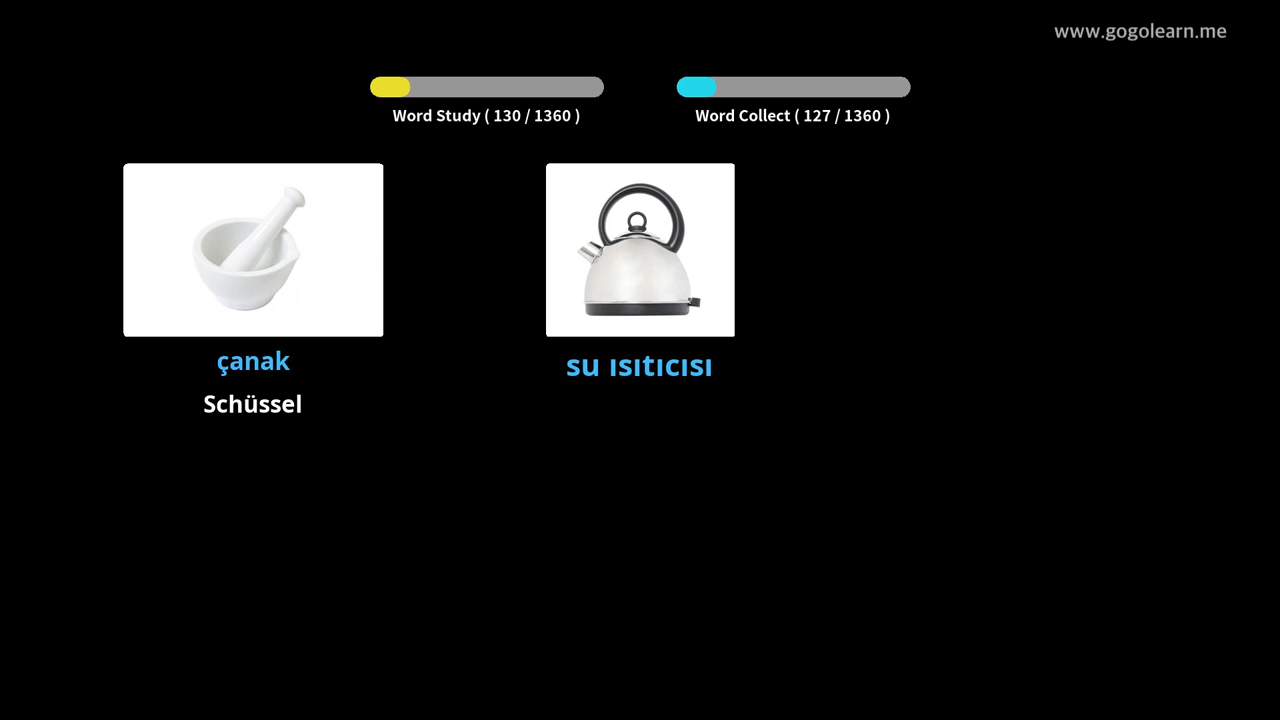 www.gogolearn.me
Word Study ( 130 / 1360 )
Word Collect ( 127 / 1360 )
çanak
Schüssel
su ısıtıcısı